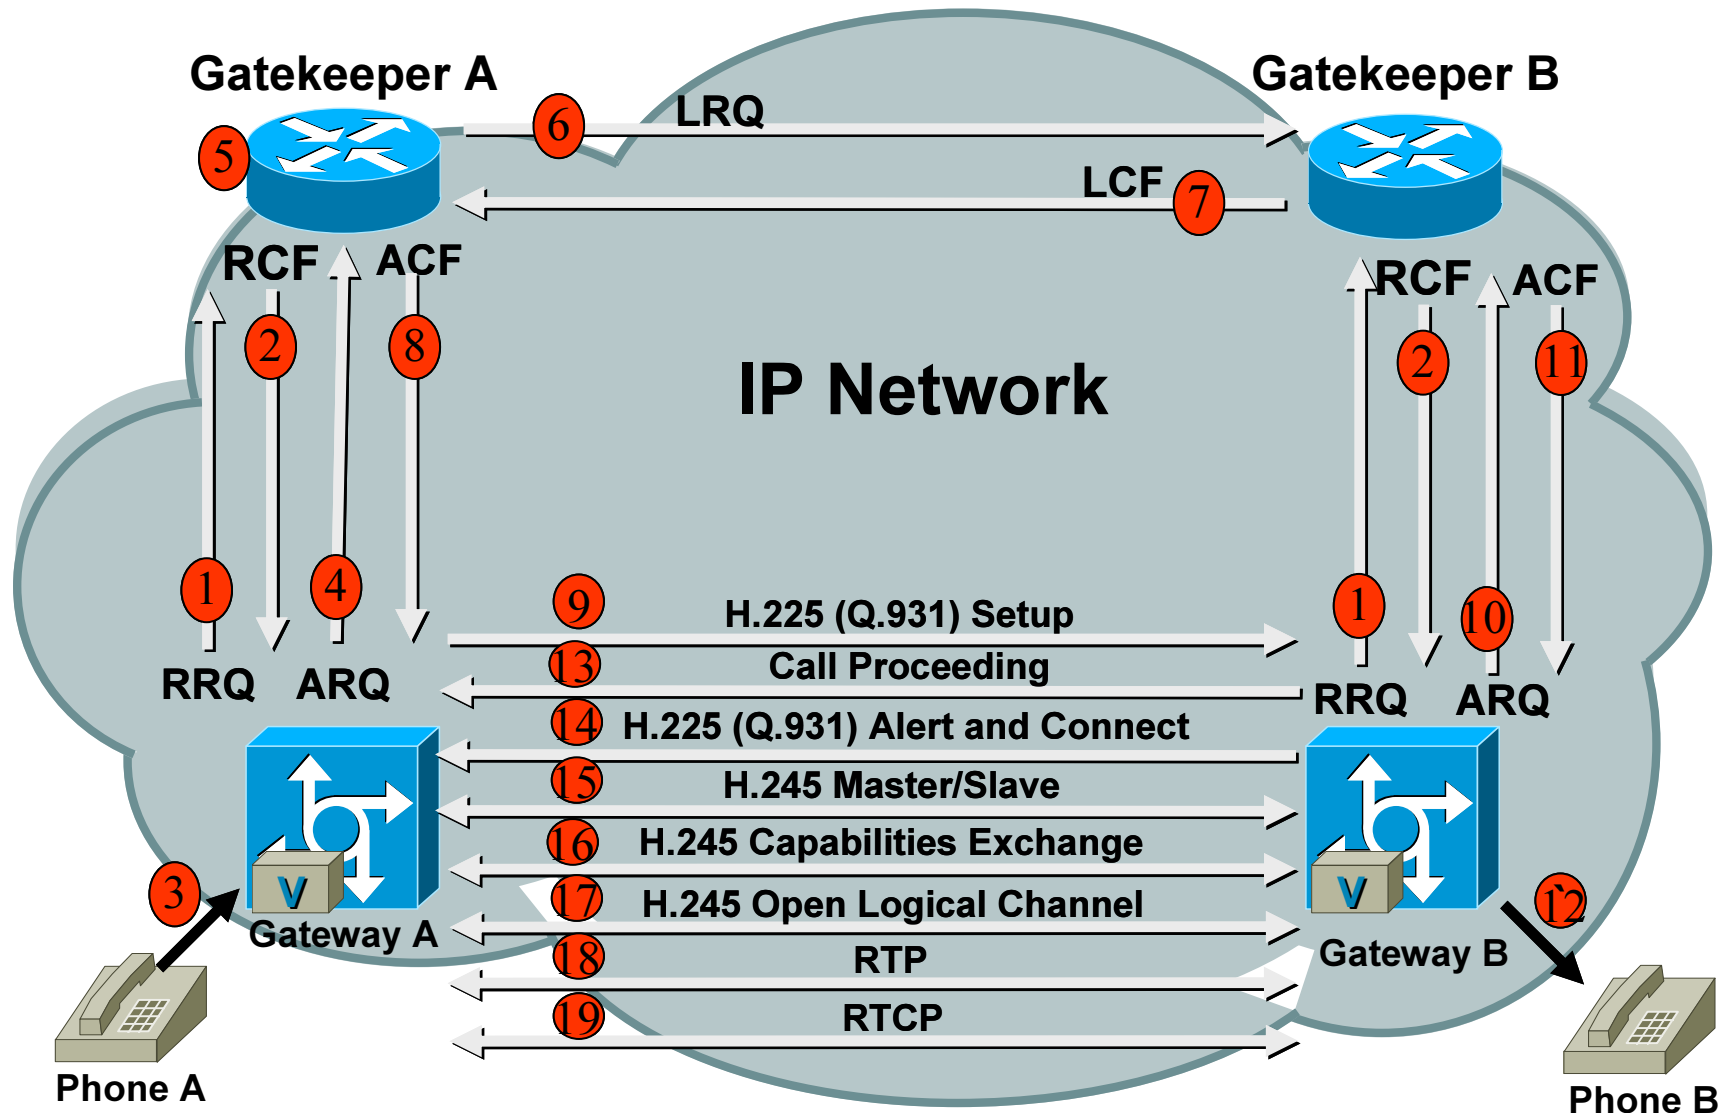 Gatekeeper A
Gatekeeper B
6
LRQ
5
LCF
7
RCF
ACF
RCF
ACF
2
8
2
11
IP Network
1
4
9
H.225 (Q.931) Setup
1
10
13
Call Proceeding
RRQ
ARQ
RRQ
ARQ
14
H.225 (Q.931) Alert and Connect
15
H.245 Master/Slave
16
H.245 Capabilities Exchange
3
V
V
17
H.245 Open Logical Channel
12
Gateway A
Gateway B
18
RTP
19
RTCP
Phone A
Phone B